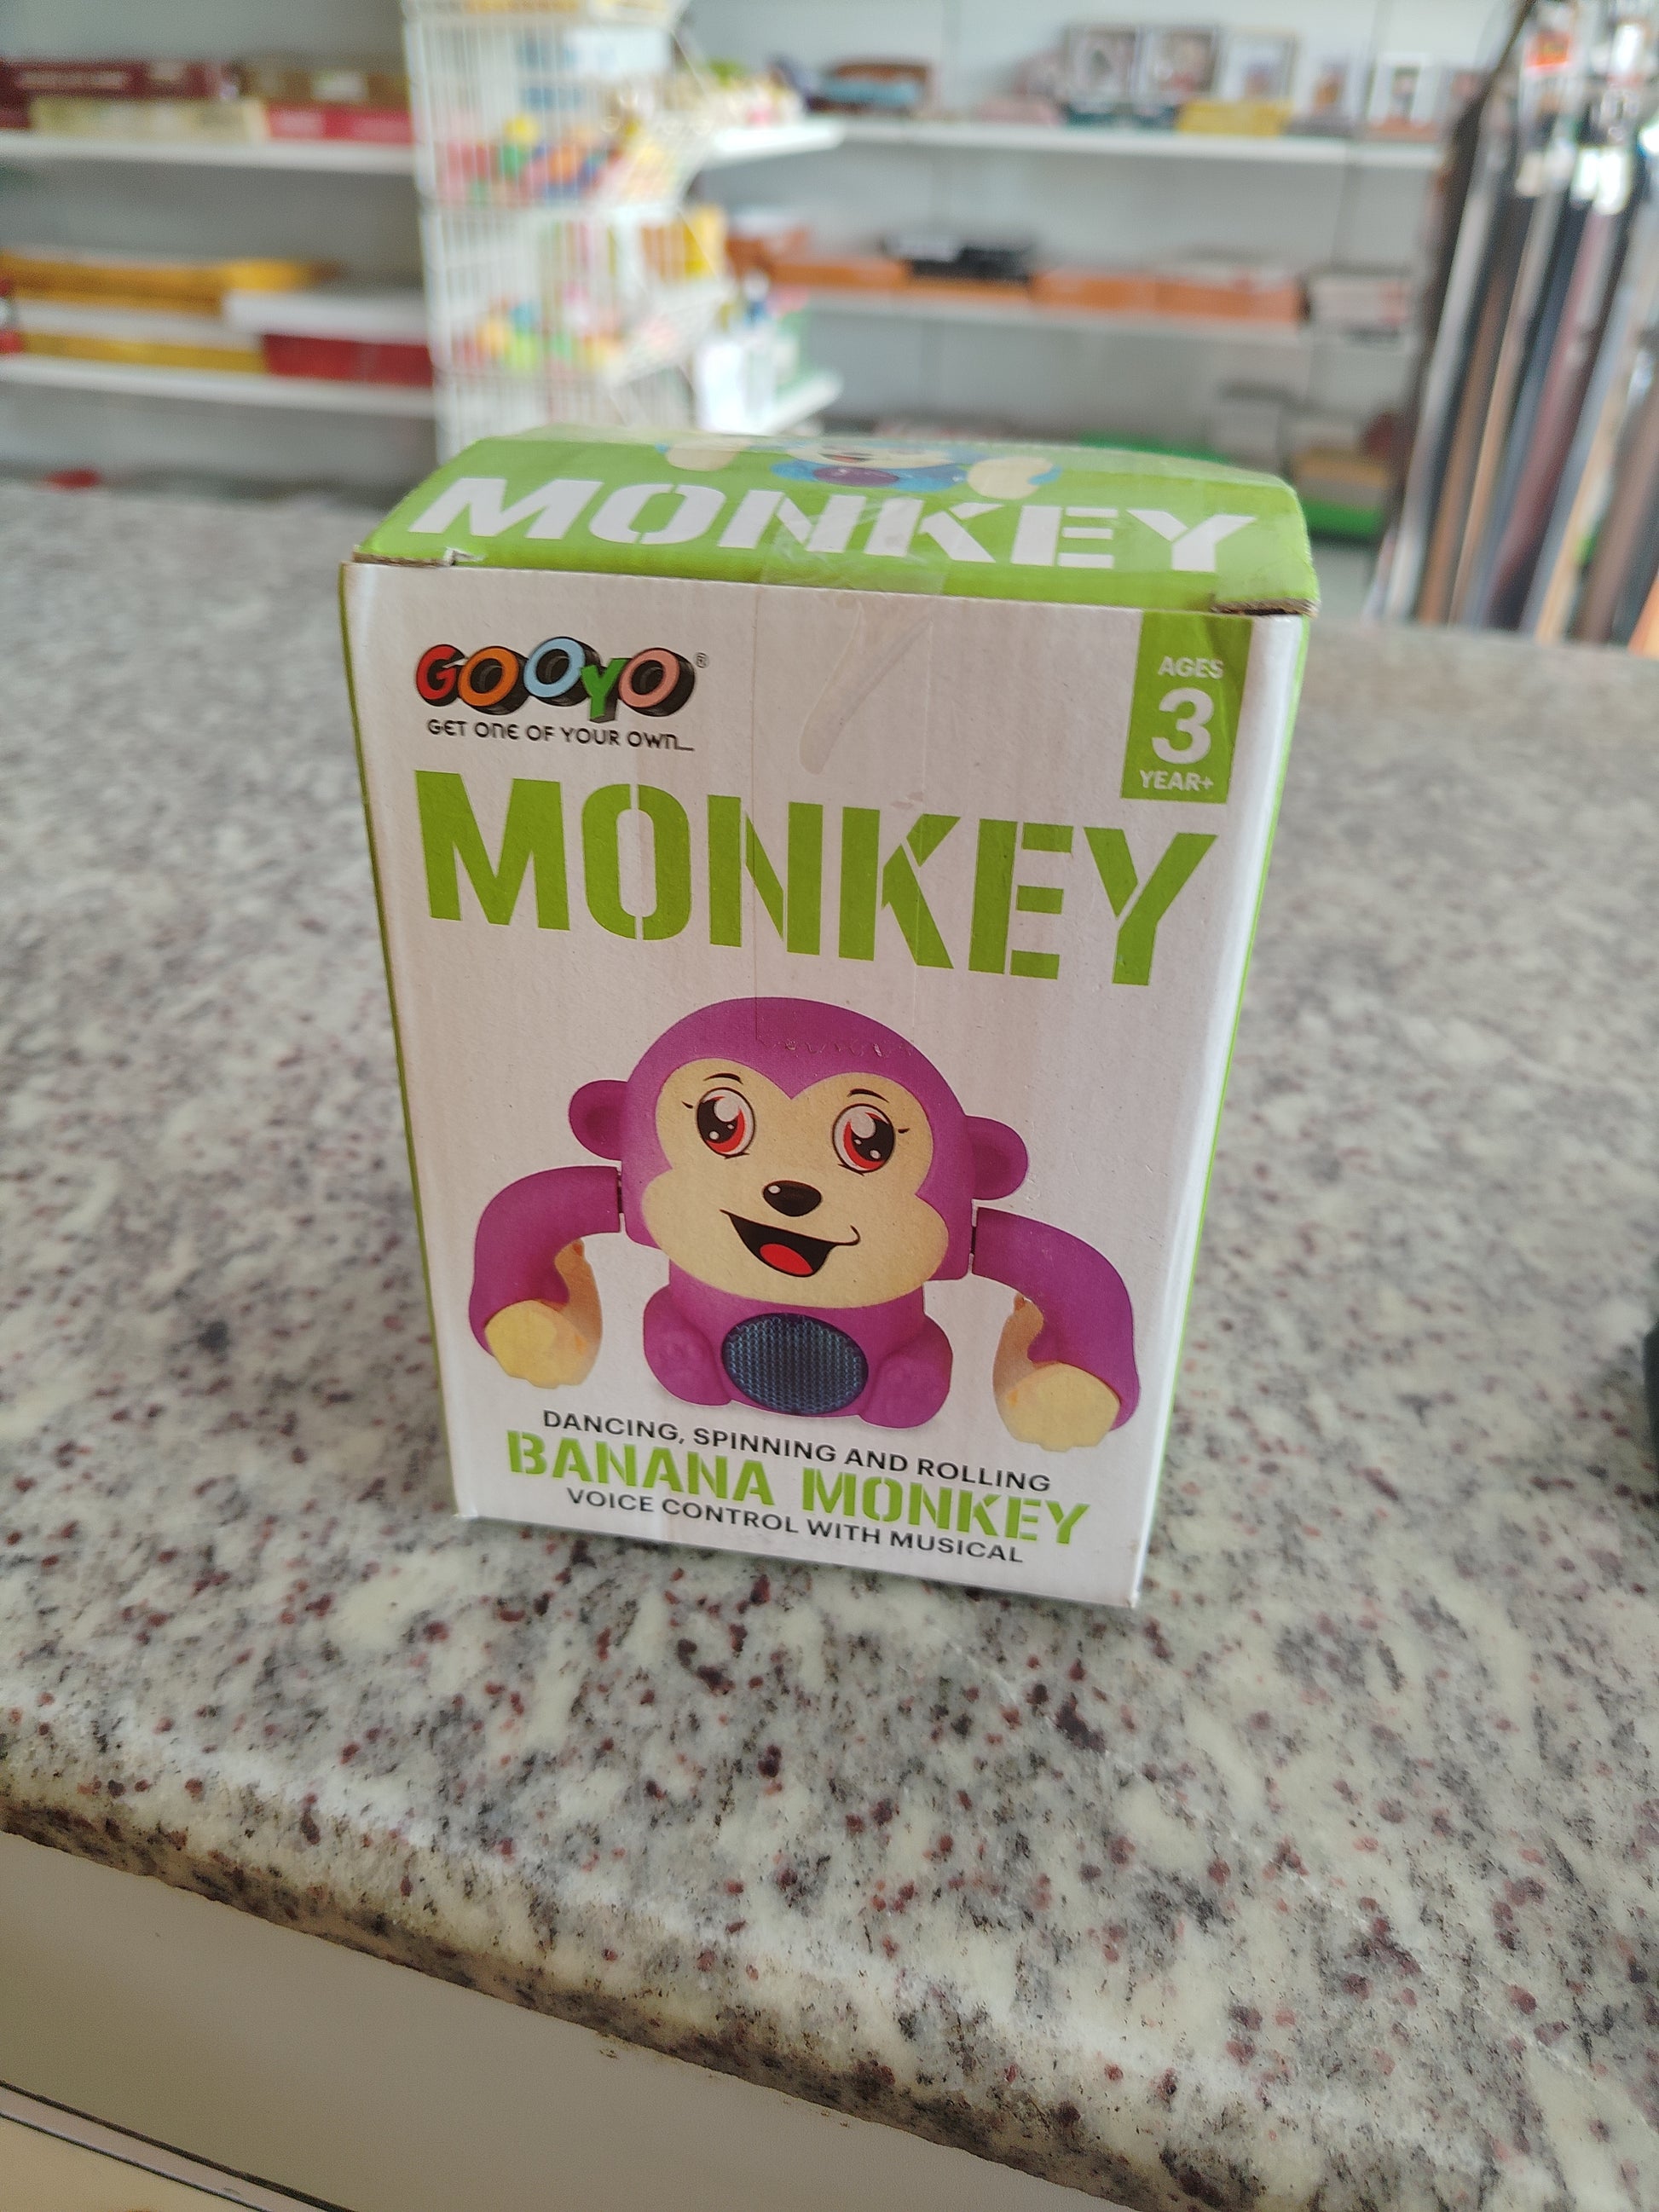 MONKEY
GOOYO®
GET ONE OF YOUR OWN...
AGES
3
YEAR+
MONKEY
DANCING, SPINNING AND ROLLING
BANANA MONKEY
VOICE CONTROL WITH MUSICAL